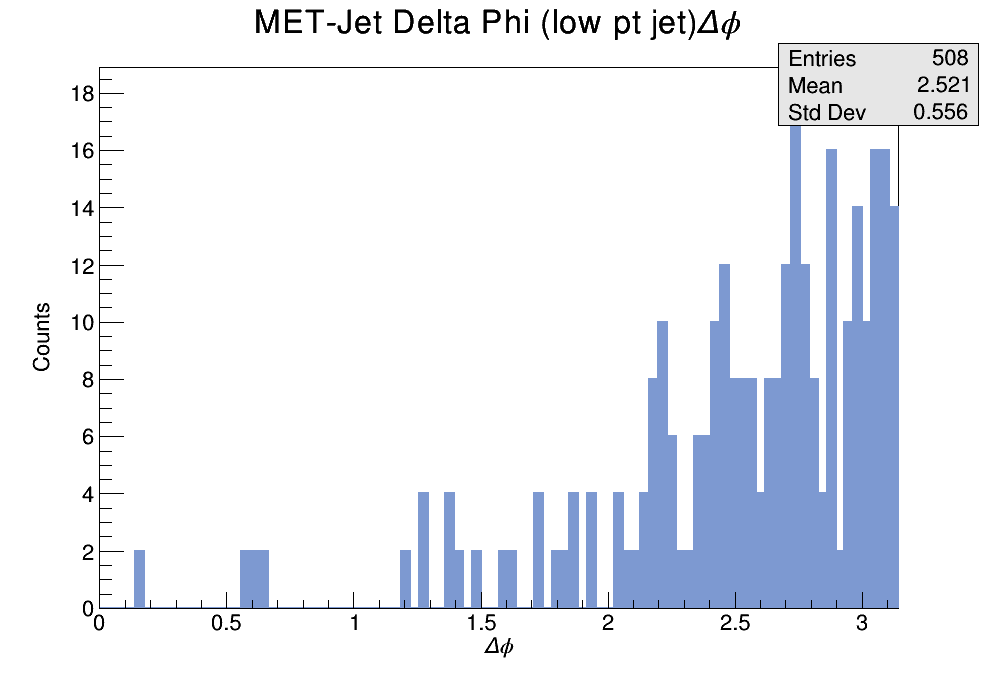 MET-Jet Delta Phi (low pt jet)Δϕ
Entries 508
Mean 2.521
Std Dev 0.556
18
16
14
12
10
8
6
4
2
0
Counts
0 0.5 1 1.5 2 2.5 3
Δϕ